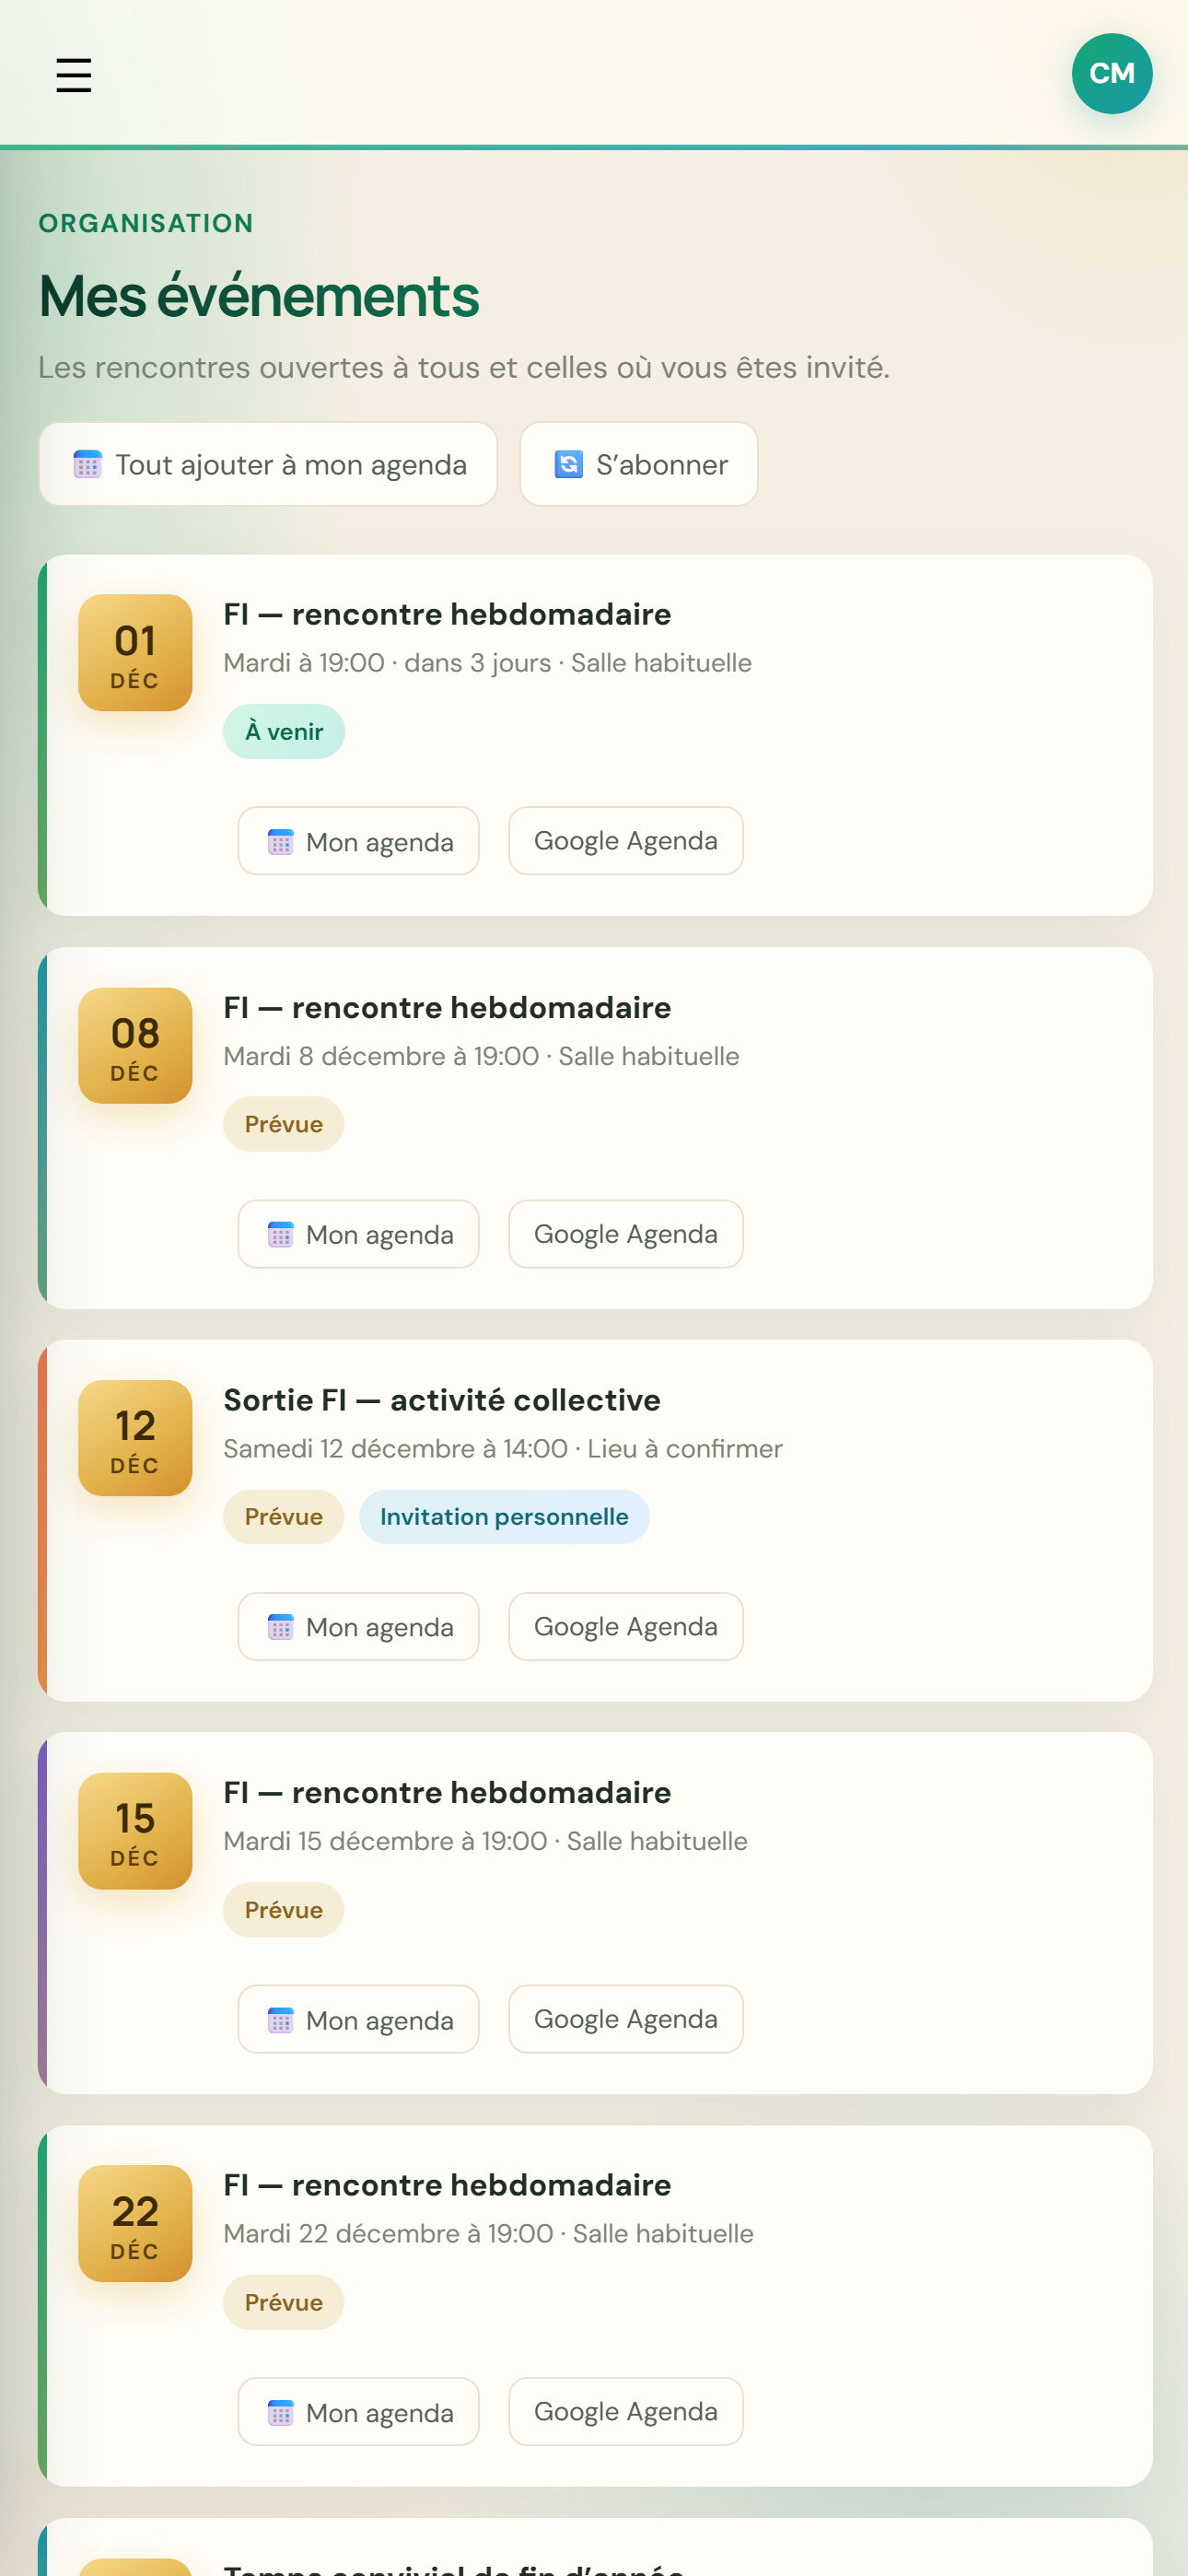 CM
ORGANISATION
Mes événements
Les rencontres ouvertes à tous et celles où vous êtes invité.
Tout ajouter à mon agenda
S’abonner
01
DÉC
FI — rencontre hebdomadaire
Mardi à 19:00 · dans 3 jours · Salle habituelle
À venir
Mon agenda
Google Agenda
08
DÉC
FI — rencontre hebdomadaire
Mardi 8 décembre à 19:00 · Salle habituelle
Prévue
Mon agenda
Google Agenda
12
DÉC
Sortie FI — activité collective
Samedi 12 décembre à 14:00 · Lieu à confirmer
Prévue
Invitation personnelle
Mon agenda
Google Agenda
15
DÉC
FI — rencontre hebdomadaire
Mardi 15 décembre à 19:00 · Salle habituelle
Prévue
Mon agenda
Google Agenda
22
DÉC
FI — rencontre hebdomadaire
Mardi 22 décembre à 19:00 · Salle habituelle
Prévue
Mon agenda
Google Agenda
Temps convivial de fin d’année